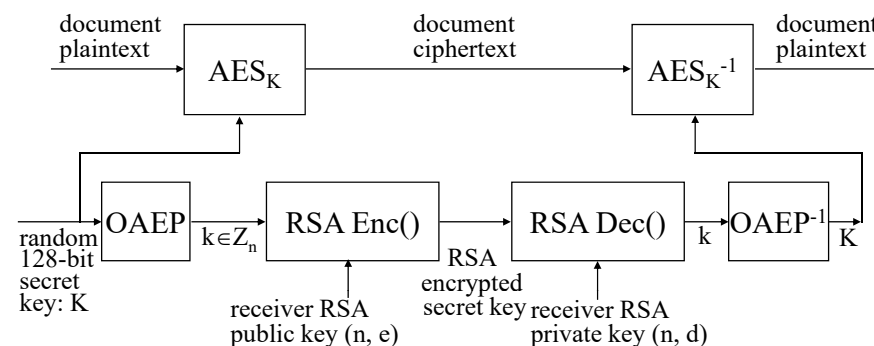 document
plaintext
document
ciphertext
document
plaintext
AES_K
AES_K^-1
OAEP
k∈Z_n
RSA Enc()
RSA Dec()
k
OAEP^-1
K
random
128-bit
secret
key: K
receiver RSA
public key (n, e)
RSA
encrypted
secret key
receiver RSA
private key (n, d)